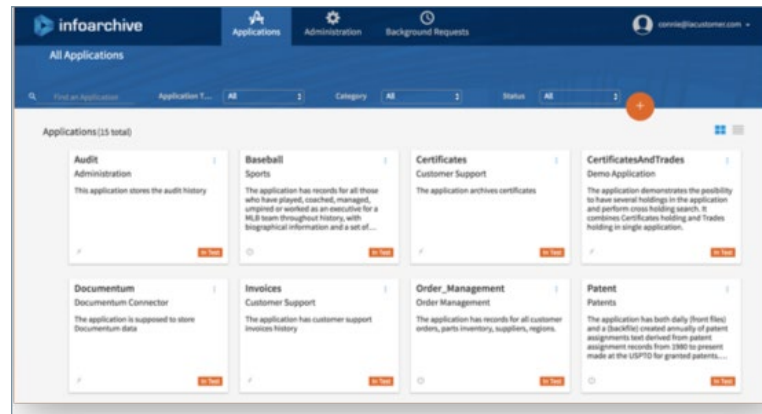 infoarchive
Applications
Administration
Background Requests
connie@iacustomer.com
All Applications
Find an Application
Application T...
All
Category
All
Status
All
+
Applications (15 total)
Audit
Administration
This application stores the audit history
In Test
Baseball
Sports
The application has records for all those
who have played, coached, managed,
umpired or worked as an executive for a
MLB team throughout history, with
biographical information and a set of...
In Test
Certificates
Customer Support
The application archives certificates
In Test
CertificatesAndTrades
Demo Application
The application demonstrates the posibility
to have several holdings in the application
and perform cross holding search. It
combines Certificates holding and Trades
holding in single application.
In Test
Documentum
Documentum Connector
The application is supposed to store
Documentum data
In Test
Invoices
Customer Support
The application has customer support
invoices history
In Test
Order_Management
Order Management
The application has records for all customer
orders, parts inventory, suppliers, regions.
In Test
Patent
Patents
The application has both daily (front files)
and a (backfile) created annually of patent
assignments text derived from patent
assignment records from 1980 to present
made at the USPTO for granted patents....
In Test